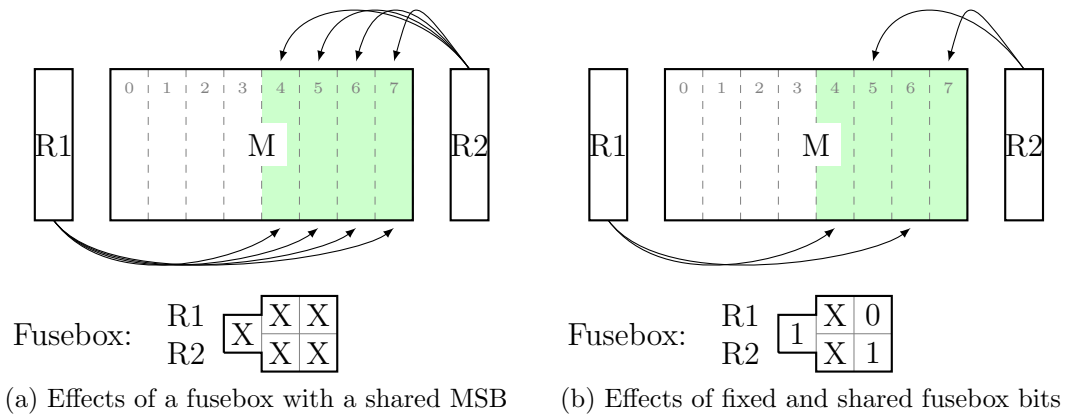 0 1 2 3 4 5 6 7
R1 M R2
Fusebox:
R1 X X X
R2 X X
(a) Effects of a fusebox with a shared MSB
0 1 2 3 4 5 6 7
R1 M R2
Fusebox:
R1 1 X 0
R2 X 1
(b) Effects of fixed and shared fusebox bits